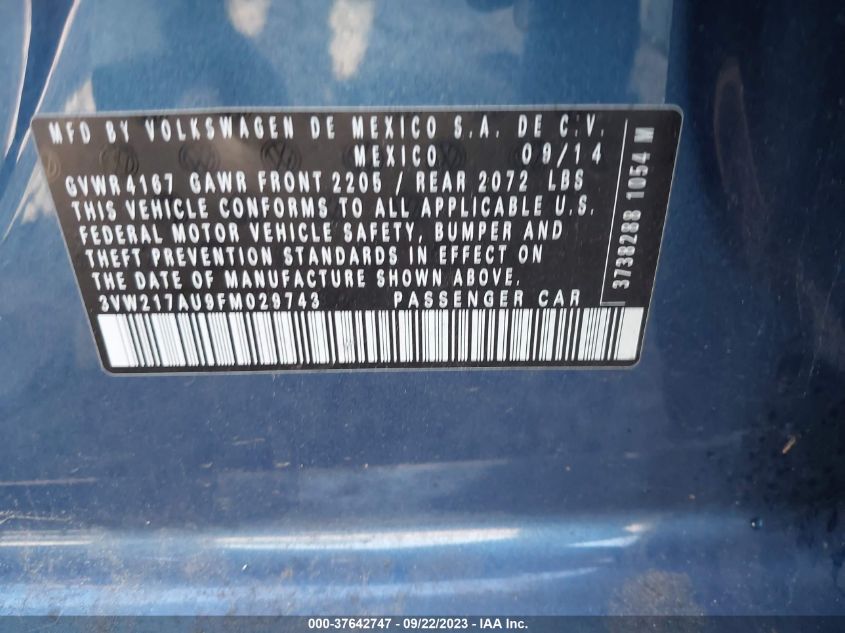 MFD BY VOLKSWAGEN DE MEXICO S.A. DE C.V.
MEXICO 09/14
GVWR 4167 GAWR FRONT 2205 / REAR 2072 LBS
THIS VEHICLE CONFORMS TO ALL APPLICABLE U.S.
FEDERAL MOTOR VEHICLE SAFETY, BUMPER AND
THEFT PREVENTION STANDARDS IN EFFECT ON
THE DATE OF MANUFACTURE SHOWN ABOVE.
3VW217AU9FM029743 PASSENGER CAR
3738288 1054 M
000-37642747 - 09/22/2023 - IAA Inc.